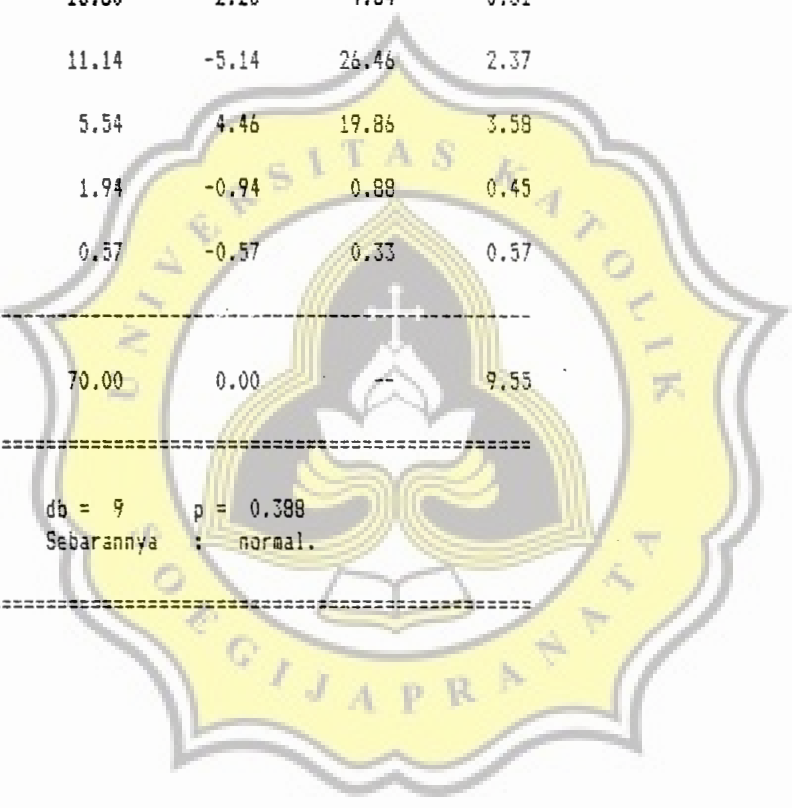 11.14 -5.14 26.46 2.37
5.54 4.46 19.86 3.58
1.94 -0.94 0.88 0.45
0.57 -0.57 0.33 0.57
70.00 0.00 -- 9.55
db = 9 p = 0.388
Sebarannya : normal.
UNIVERSITAS KATOLIK
SOEGIJAPRANATA